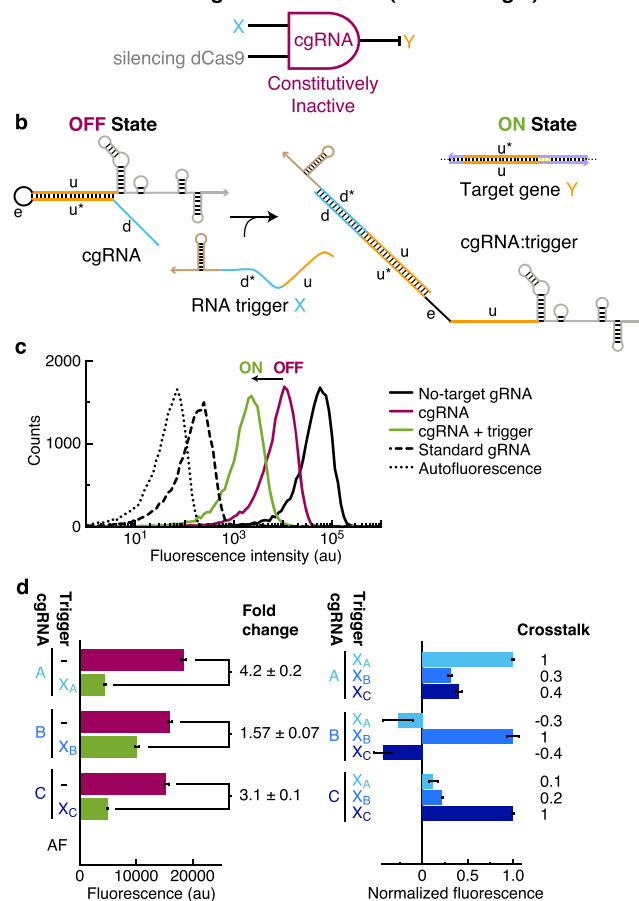 X
silencing dCas9
cgRNA
Y
Constitutively
Inactive
b
OFF State
ON State
u
u*
e
d
cgRNA
d*
u
RNA trigger X
d*
d
u
u*
e
u
u*
u
Target gene Y
cgRNA:trigger
c
2000
1000
0
Counts
ON
OFF
10¹
10³
10⁵
Fluorescence intensity (au)
No-target gRNA
cgRNA
cgRNA + trigger
Standard gRNA
Autofluorescence
d
cgRNA
Trigger
Fold
change
A
-
XA
4.2 ± 0.2
B
-
XB
1.57 ± 0.07
C
-
XC
3.1 ± 0.1
AF
0
10000
20000
Fluorescence (au)
cgRNA
Trigger
Crosstalk
A
XA
1
XB
0.3
XC
0.4
B
XA
-0.3
XB
1
XC
-0.4
C
XA
0.1
XB
0.2
XC
1
0
0.5
1.0
Normalized fluorescence